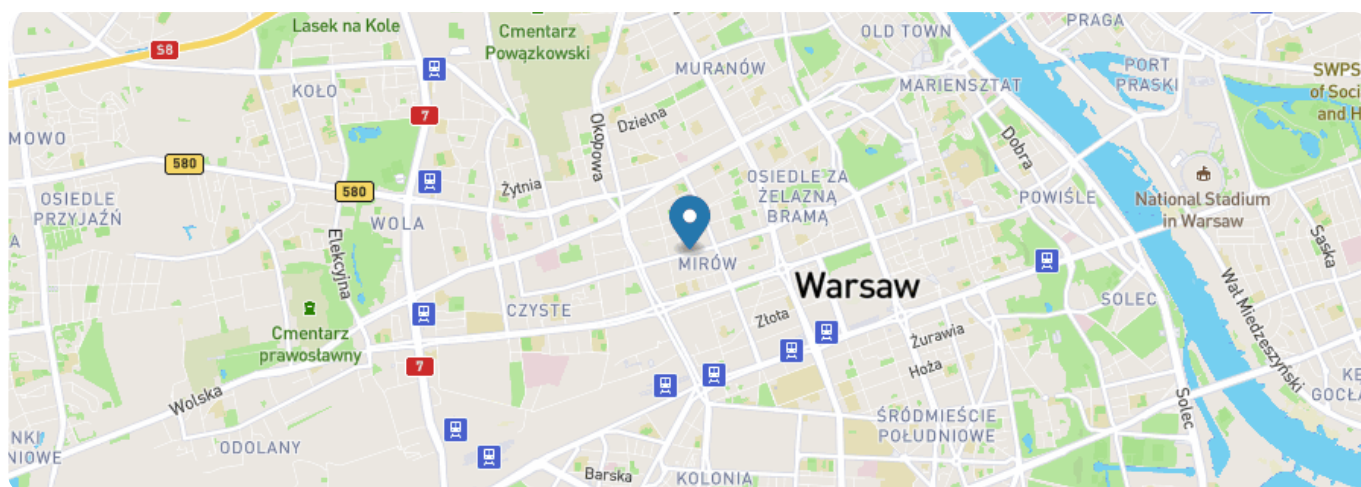 Lasek na Kole
Cmentarz
Powązkowski
OLD TOWN
PRAGA
S8
MURANÓW
MARIENSZTAT
PORT
PRASKI
SWPS
of Soci
and H
KOŁO
7
Okopowa
Dzielna
Dobra
MOWO
580
580
Żytnia
OSIEDLE ZA
ŻELAZNĄ
BRAMĄ
POWIŚLE
National Stadium
in Warsaw
OSIEDLE
PRZYJAŹŃ
WOLA
Elekcyjna
MIRÓW
Saska
A
Warsaw
Wał Miedzeszyński
SOLEC
CZYSTE
Złota
Żurawia
Cmentarz
prawosławny
7
Hoża
Wolska
Solec
KĘ
GOCŁA
ŚRÓDMIEŚCIE
POŁUDNIOWE
NKI
NIOWE
ODOLANY
Barska
KOLONIA